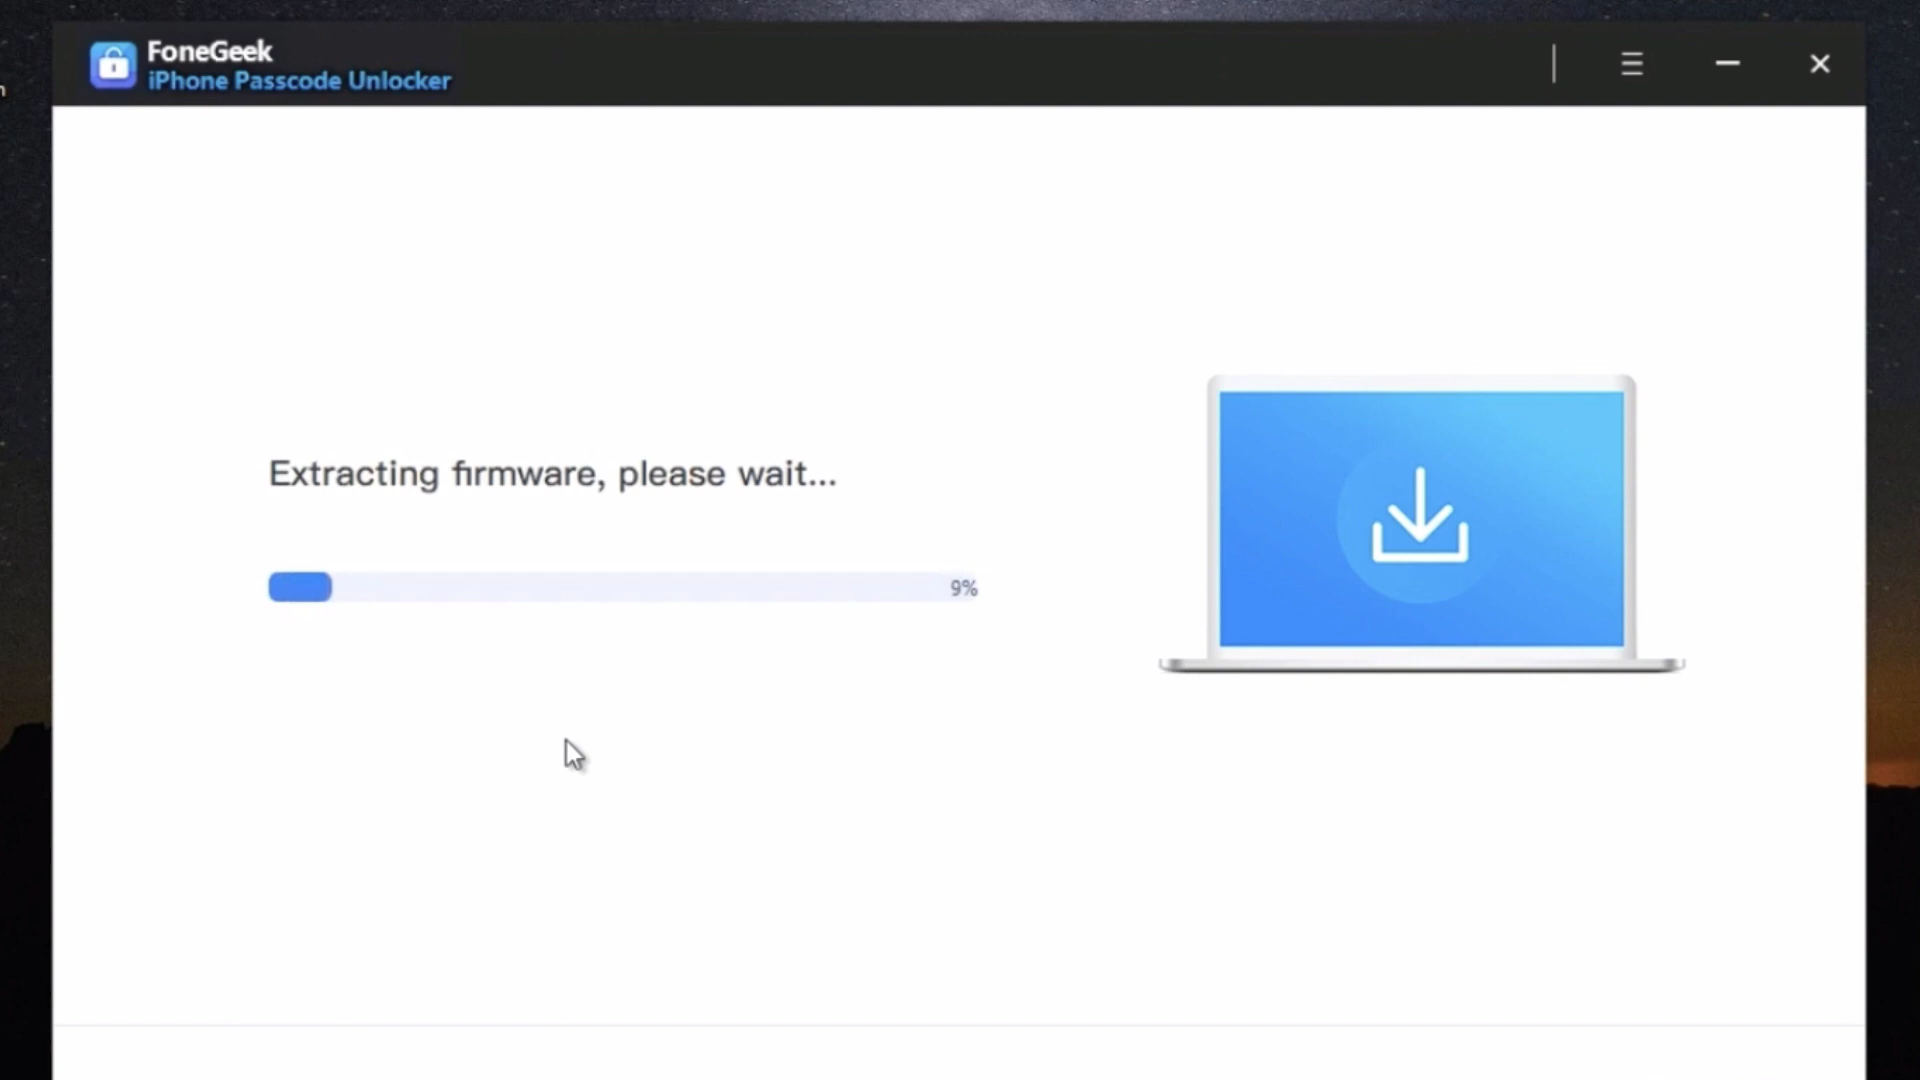 FoneGeek
iPhone Passcode Unlocker
Extracting firmware, please wait...
9%